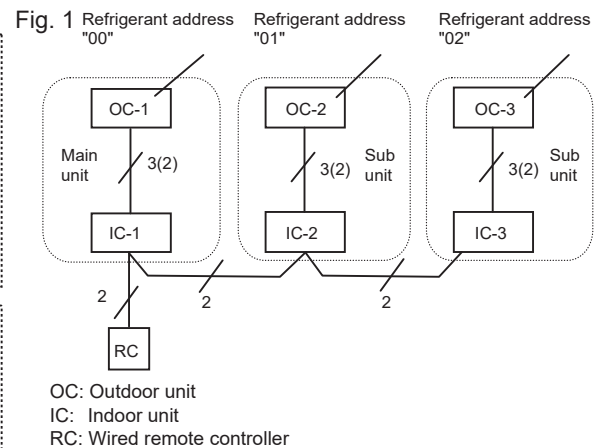 Fig. 1
Refrigerant address "00"
Refrigerant address "01"
Refrigerant address "02"
OC-1
OC-2
OC-3
Main unit
3(2)
3(2)
Sub unit
3(2)
Sub unit
IC-1
IC-2
IC-3
2
2
2
RC
OC: Outdoor unit
IC: Indoor unit
RC: Wired remote controller